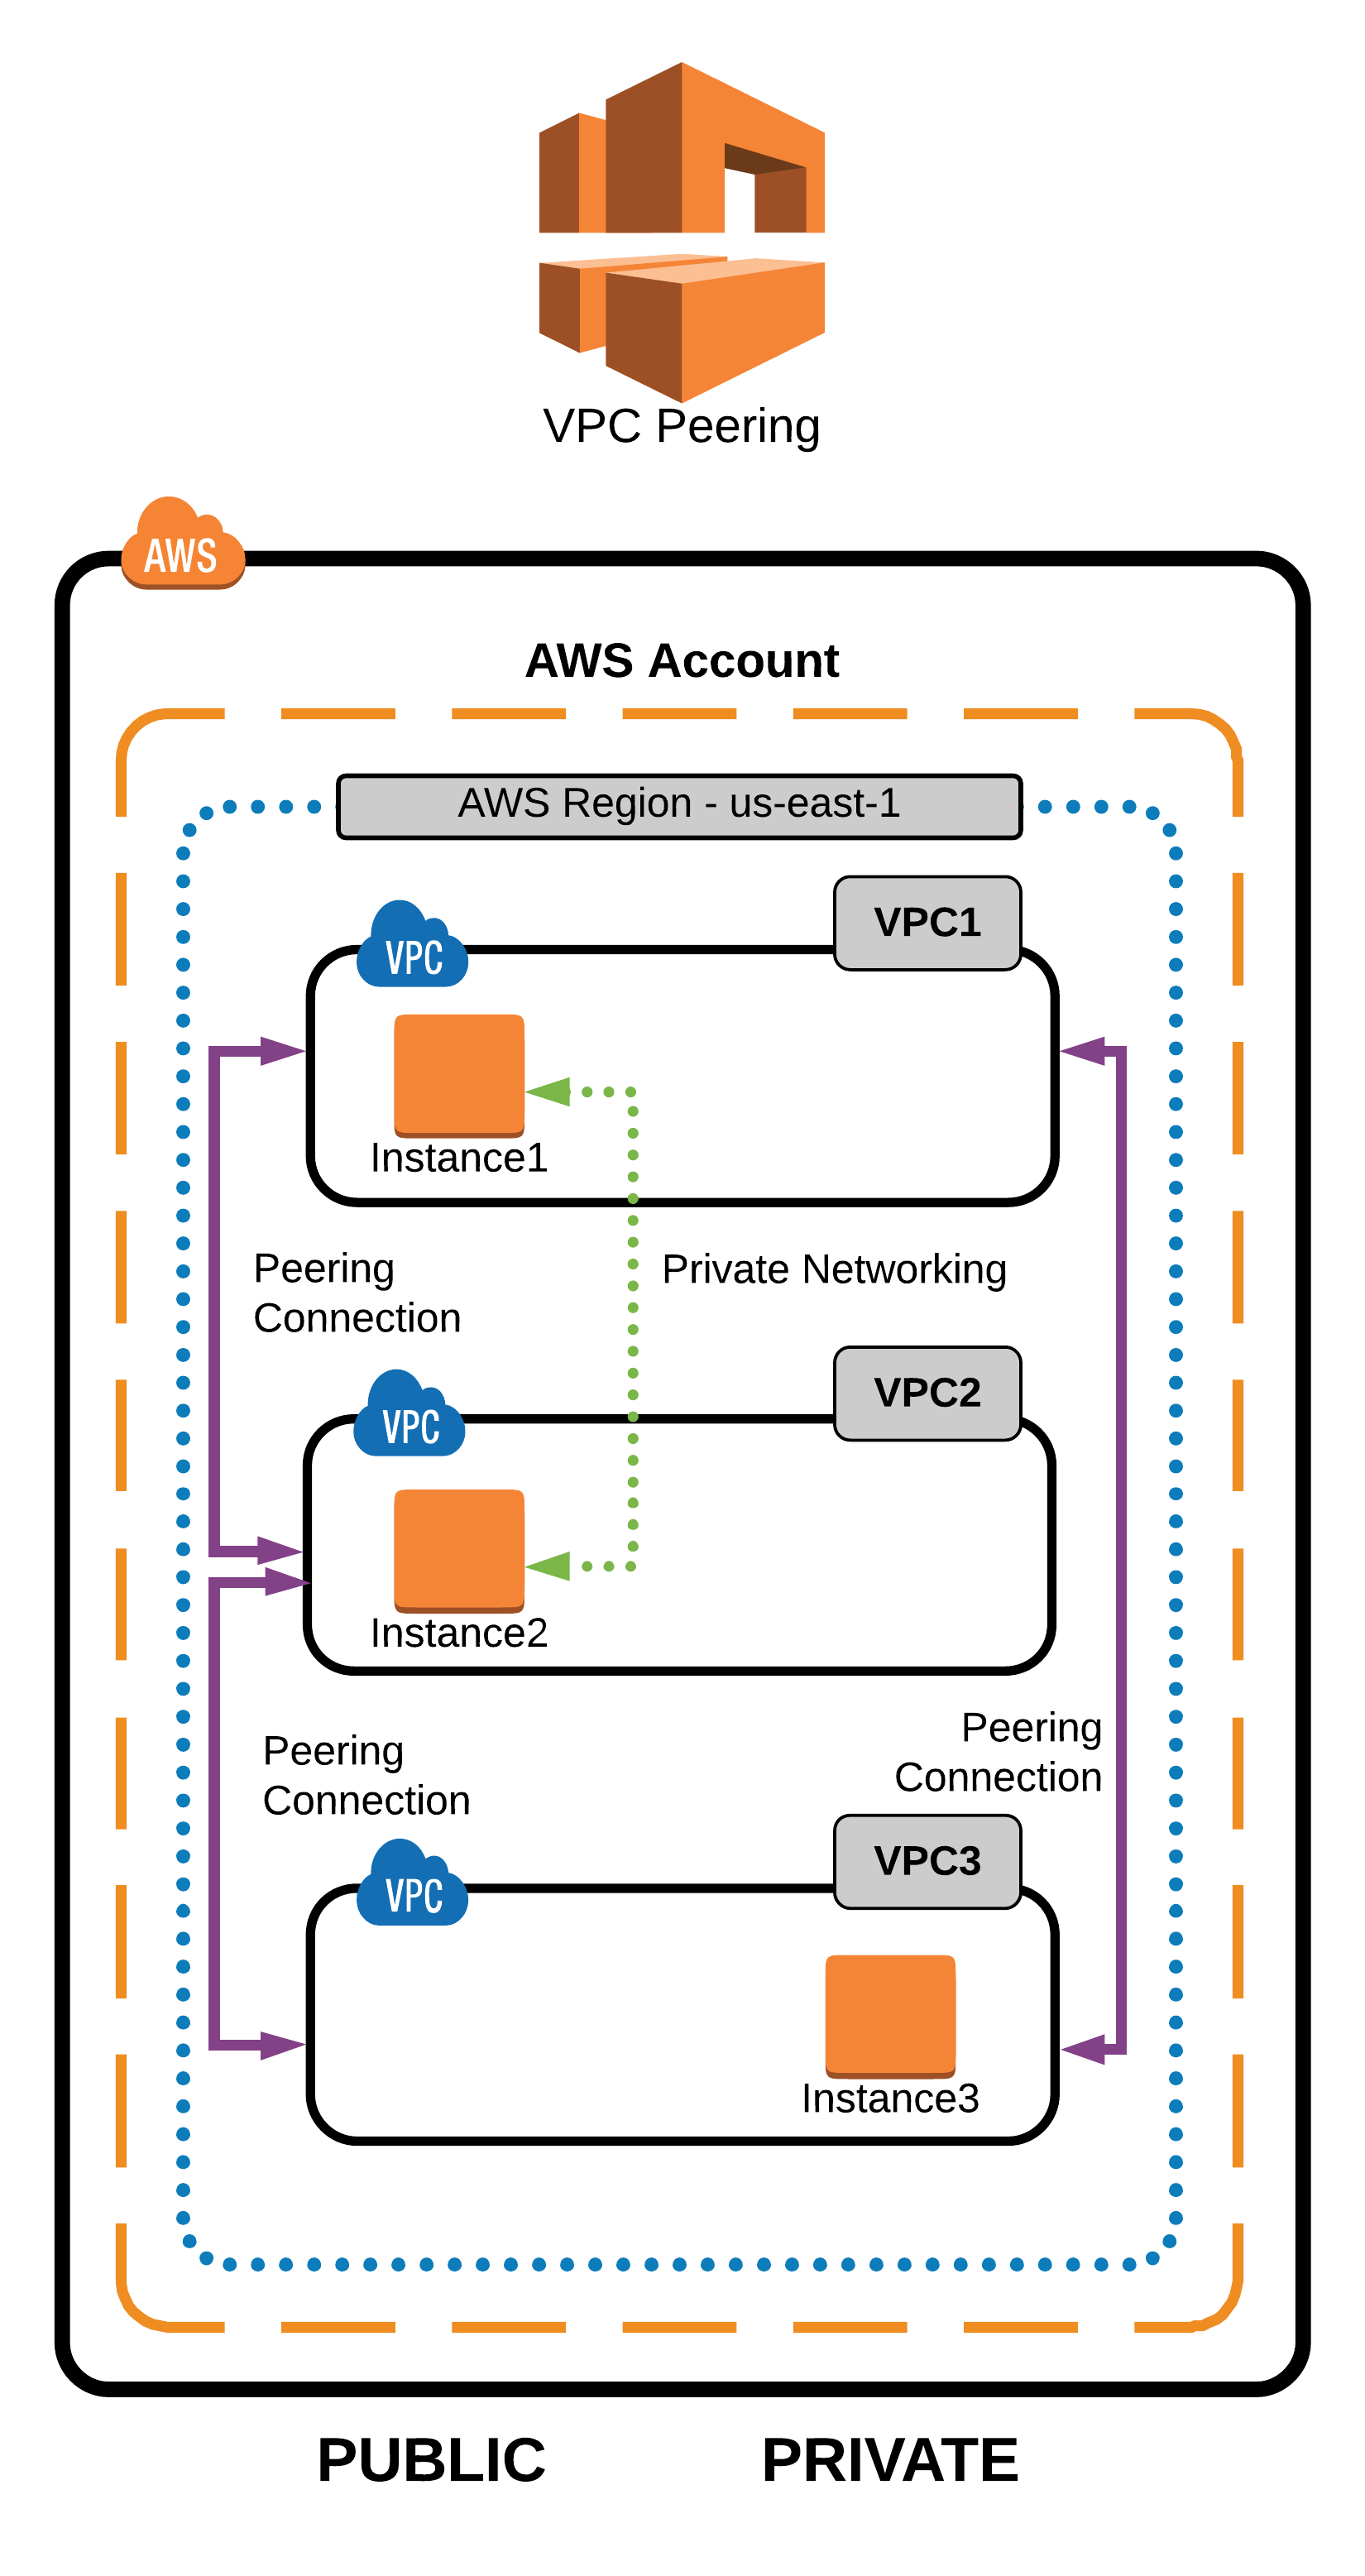 VPC Peering
AWS
AWS Account
AWS Region - us-east-1
VPC1
VPC
Instance1
Peering
Connection
Private Networking
VPC2
VPC
Instance2
Peering
Connection
Peering
Connection
VPC3
VPC
Instance3
PUBLIC
PRIVATE